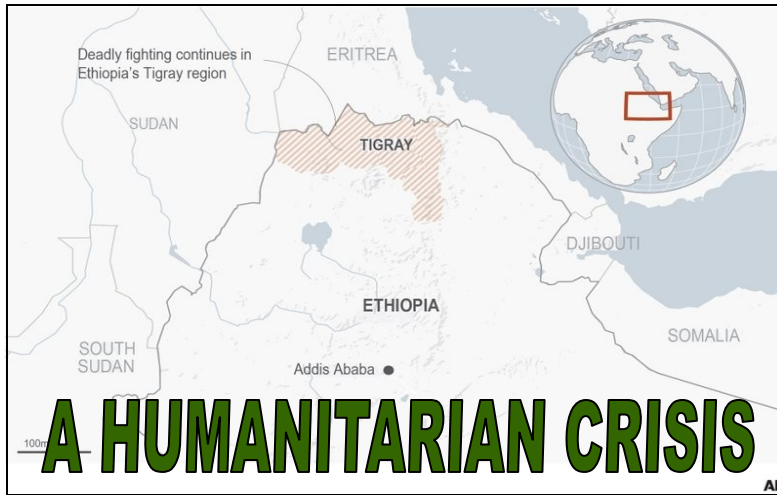 Deadly fighting continues in
Ethiopia's Tigray region
ERITREA
SUDAN
TIGRAY
DJIBOUTI
ETHIOPIA
SOMALIA
SOUTH
SUDAN
Addis Ababa
A HUMANITARIAN CRISIS